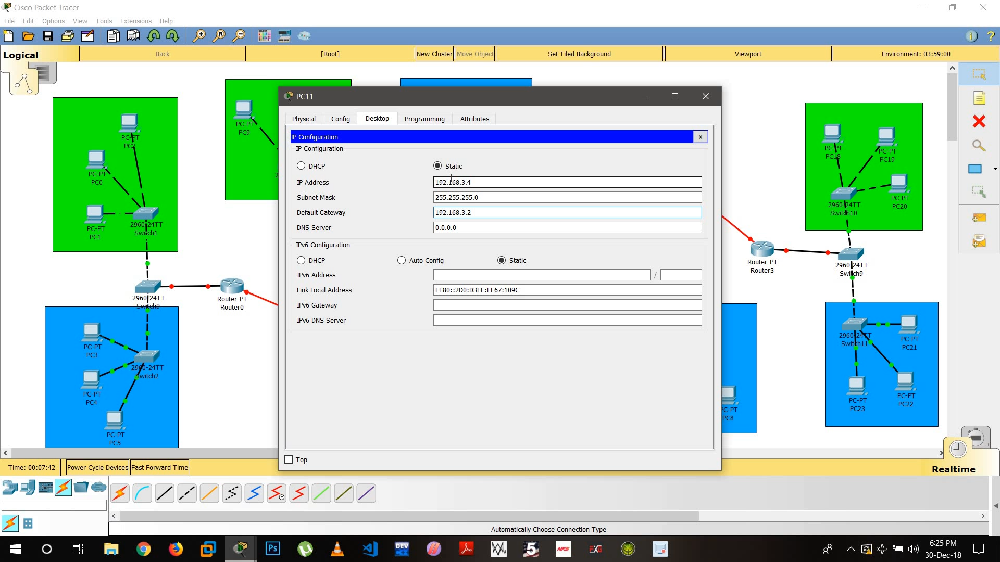 Cisco Packet Tracer
File Edit Options View Tools Extensions Help
Logical
Back
[Root]
New Cluster
Move Object
Set Tiled Background
Viewport
Environment: 03:59:00
PC-PT
PC2
PC-PT
PC0
PC-PT
PC1
2960-24TT
Switch1
2960-24TT
Switch0
Router-PT
Router0
PC-PT
PC3
PC-PT
PC4
PC-PT
PC5
2960-24TT
Switch2
PC-PT
PC9
2
PC11
Physical Config Desktop Programming Attributes
IP Configuration
X
IP Configuration
DHCP
Static
IP Address
192.168.3.4
Subnet Mask
255.255.255.0
Default Gateway
192.168.3.2
DNS Server
0.0.0.0
IPv6 Configuration
DHCP
Auto Config
Static
IPv6 Address
/
Link Local Address
FE80::2D0:D3FF:FE67:109C
IPv6 Gateway
IPv6 DNS Server
Top
PC-PT
PC8
Router-PT
Router3
PC-PT
PC18
PC-PT
PC19
PC-PT
PC20
2960-24TT
Switch10
2960-24TT
Switch9
2960-24TT
Switch11
PC-PT
PC21
PC-PT
PC22
PC-PT
PC23
Time: 00:07:42
Power Cycle Devices
Fast Forward Time
Realtime
Automatically Choose Connection Type
Ps
DEV
5
NFS
6:25 PM
30-Dec-18